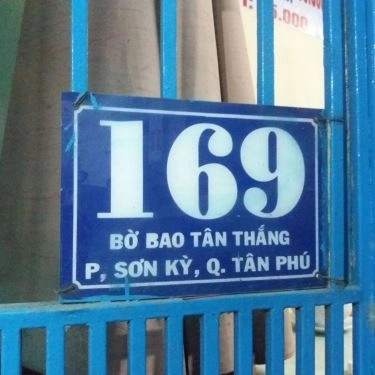 169
BỜ BAO TÂN THẮNG
P, SƠN KỲ, Q. TÂN PHÚ